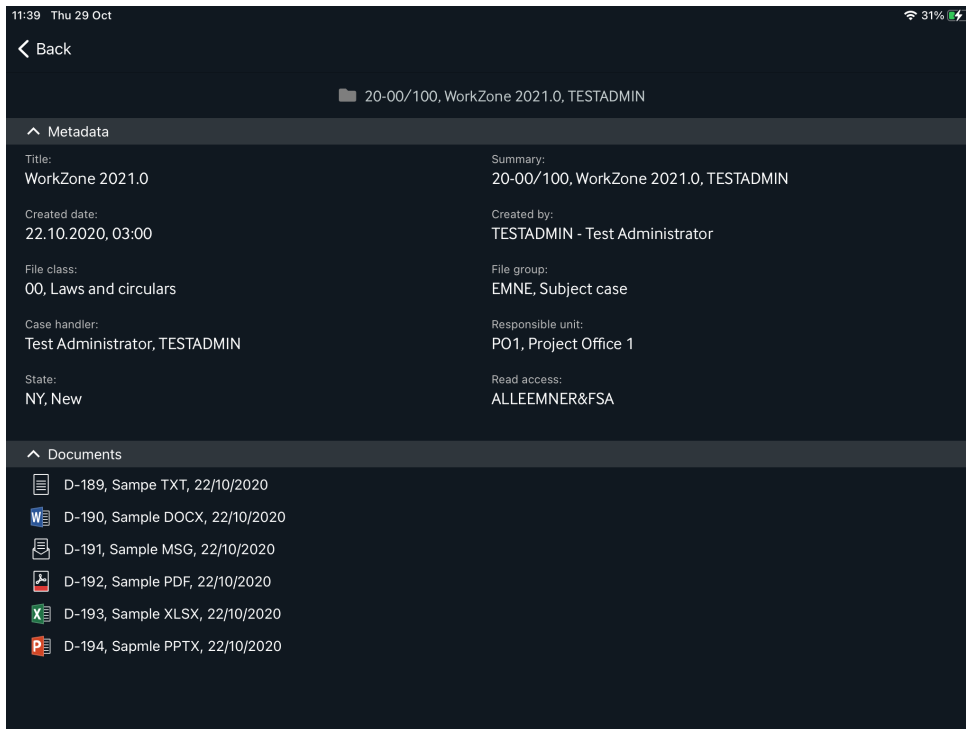 11:39 Thu 29 Oct 31%
Back
20-00/100, WorkZone 2021.0, TESTADMIN
Metadata
Title:
WorkZone 2021.0
Summary:
20-00/100, WorkZone 2021.0, TESTADMIN
Created date:
22.10.2020, 03:00
Created by:
TESTADMIN - Test Administrator
File class:
00, Laws and circulars
File group:
EMNE, Subject case
Case handler:
Test Administrator, TESTADMIN
Responsible unit:
PO1, Project Office 1
State:
NY, New
Read access:
ALLEEMNER&FSA
Documents
D-189, Sampe TXT, 22/10/2020
D-190, Sample DOCX, 22/10/2020
D-191, Sample MSG, 22/10/2020
D-192, Sample PDF, 22/10/2020
D-193, Sample XLSX, 22/10/2020
D-194, Sapmle PPTX, 22/10/2020